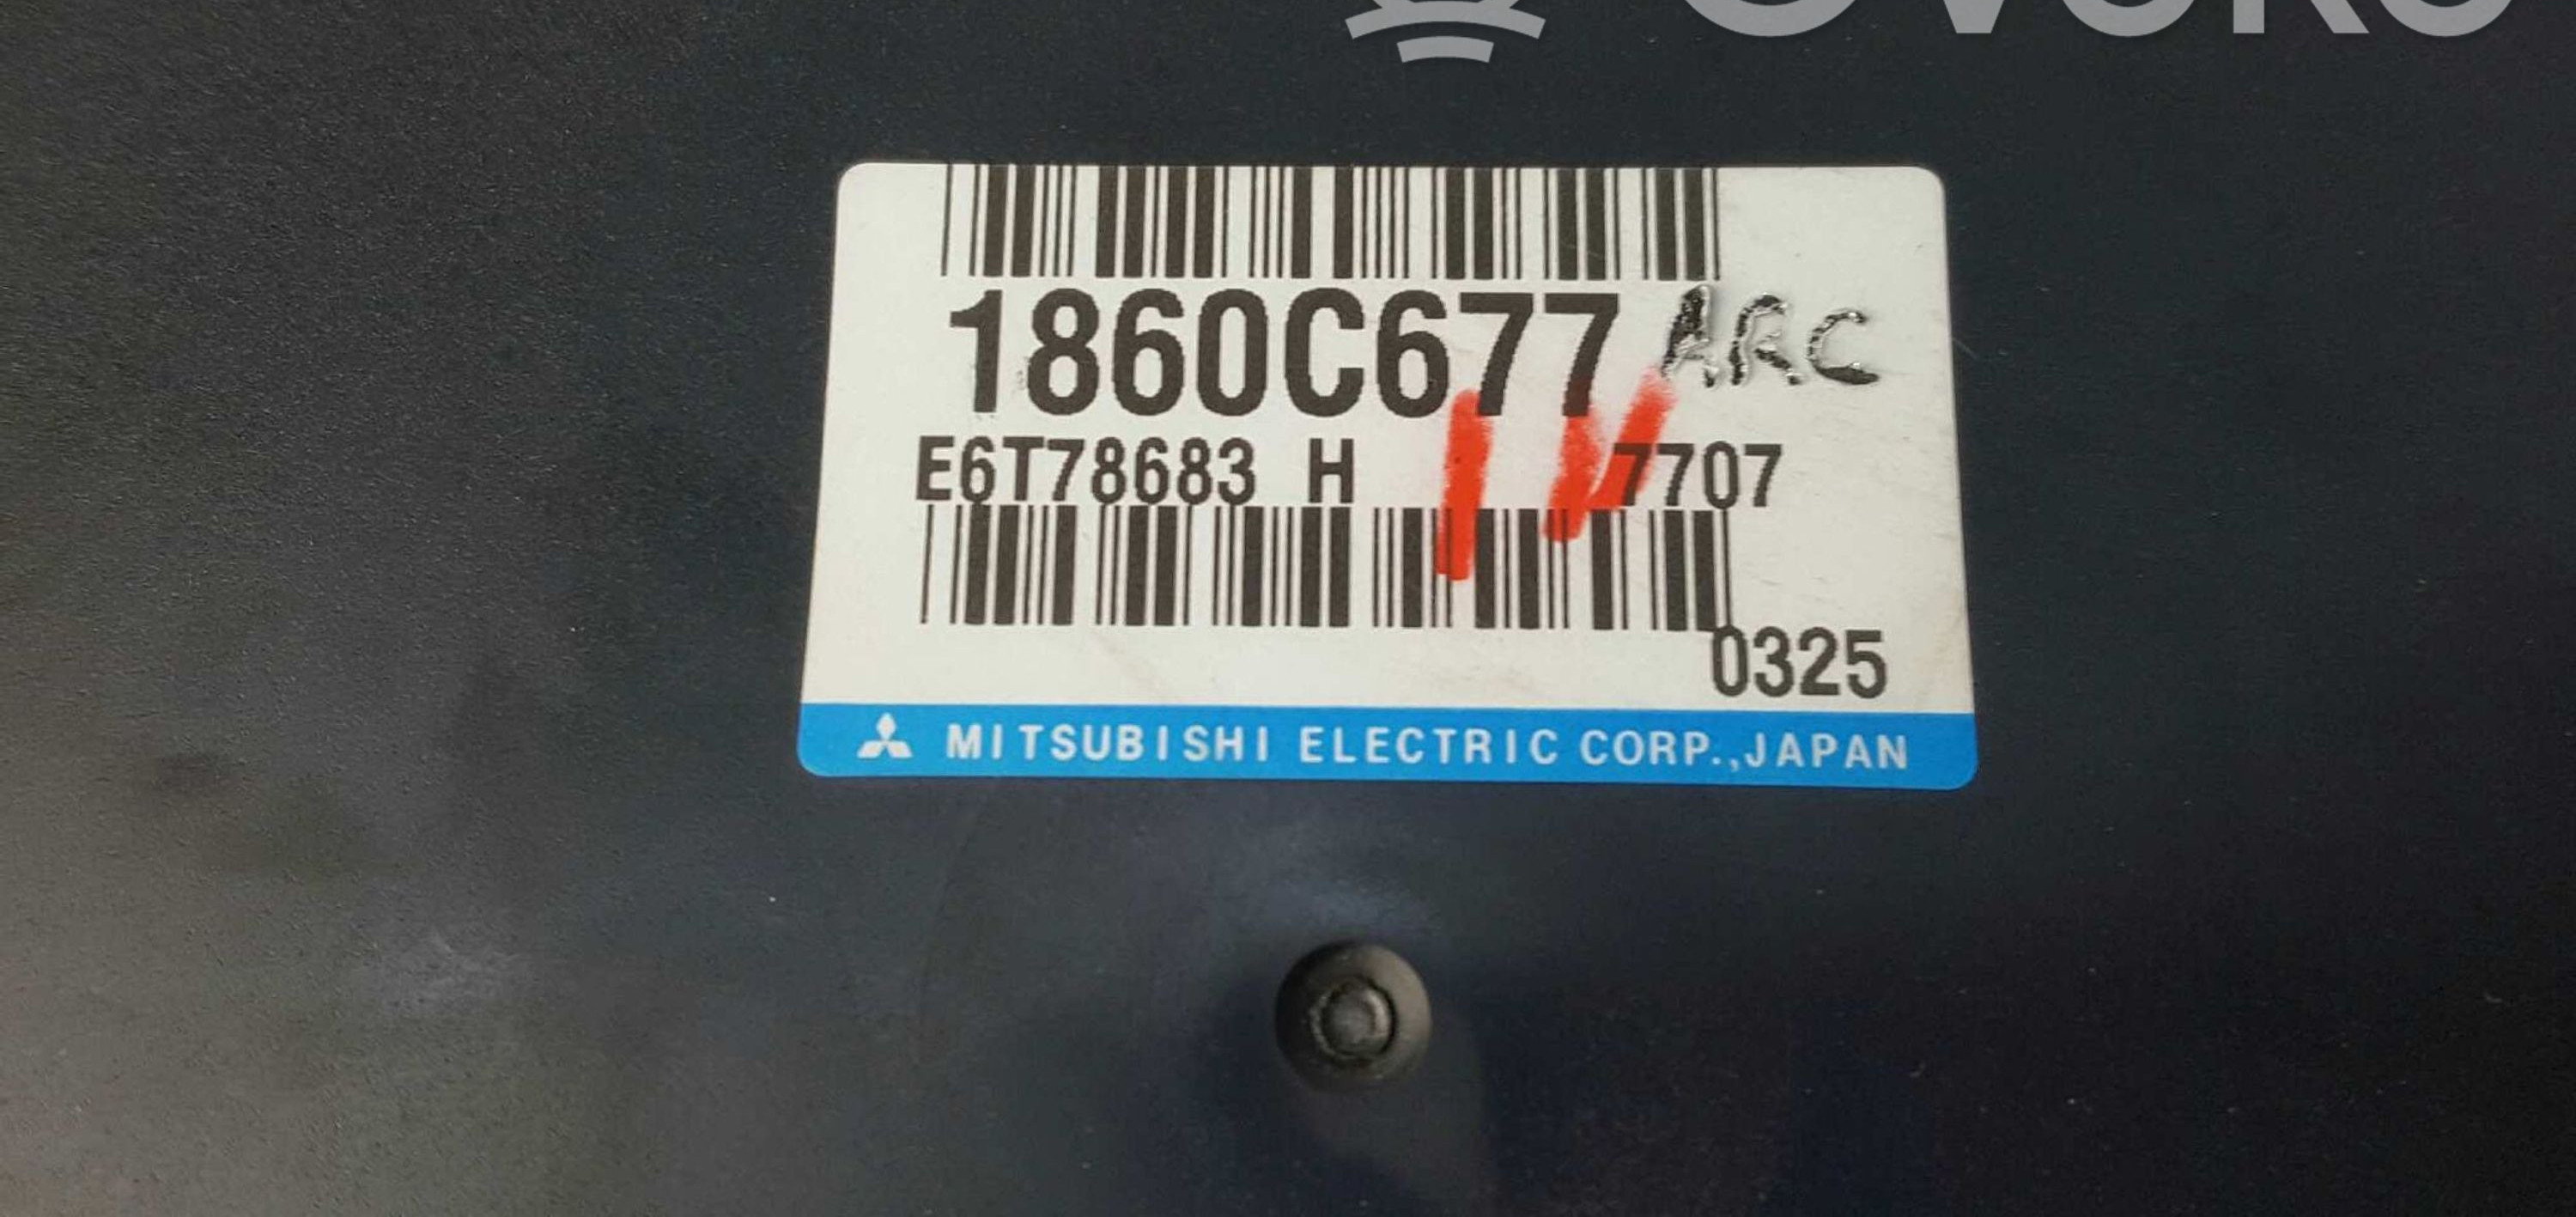 1860C677 ARC
E6T78683 H 7707
0325
MITSUBISHI ELECTRIC CORP.,JAPAN